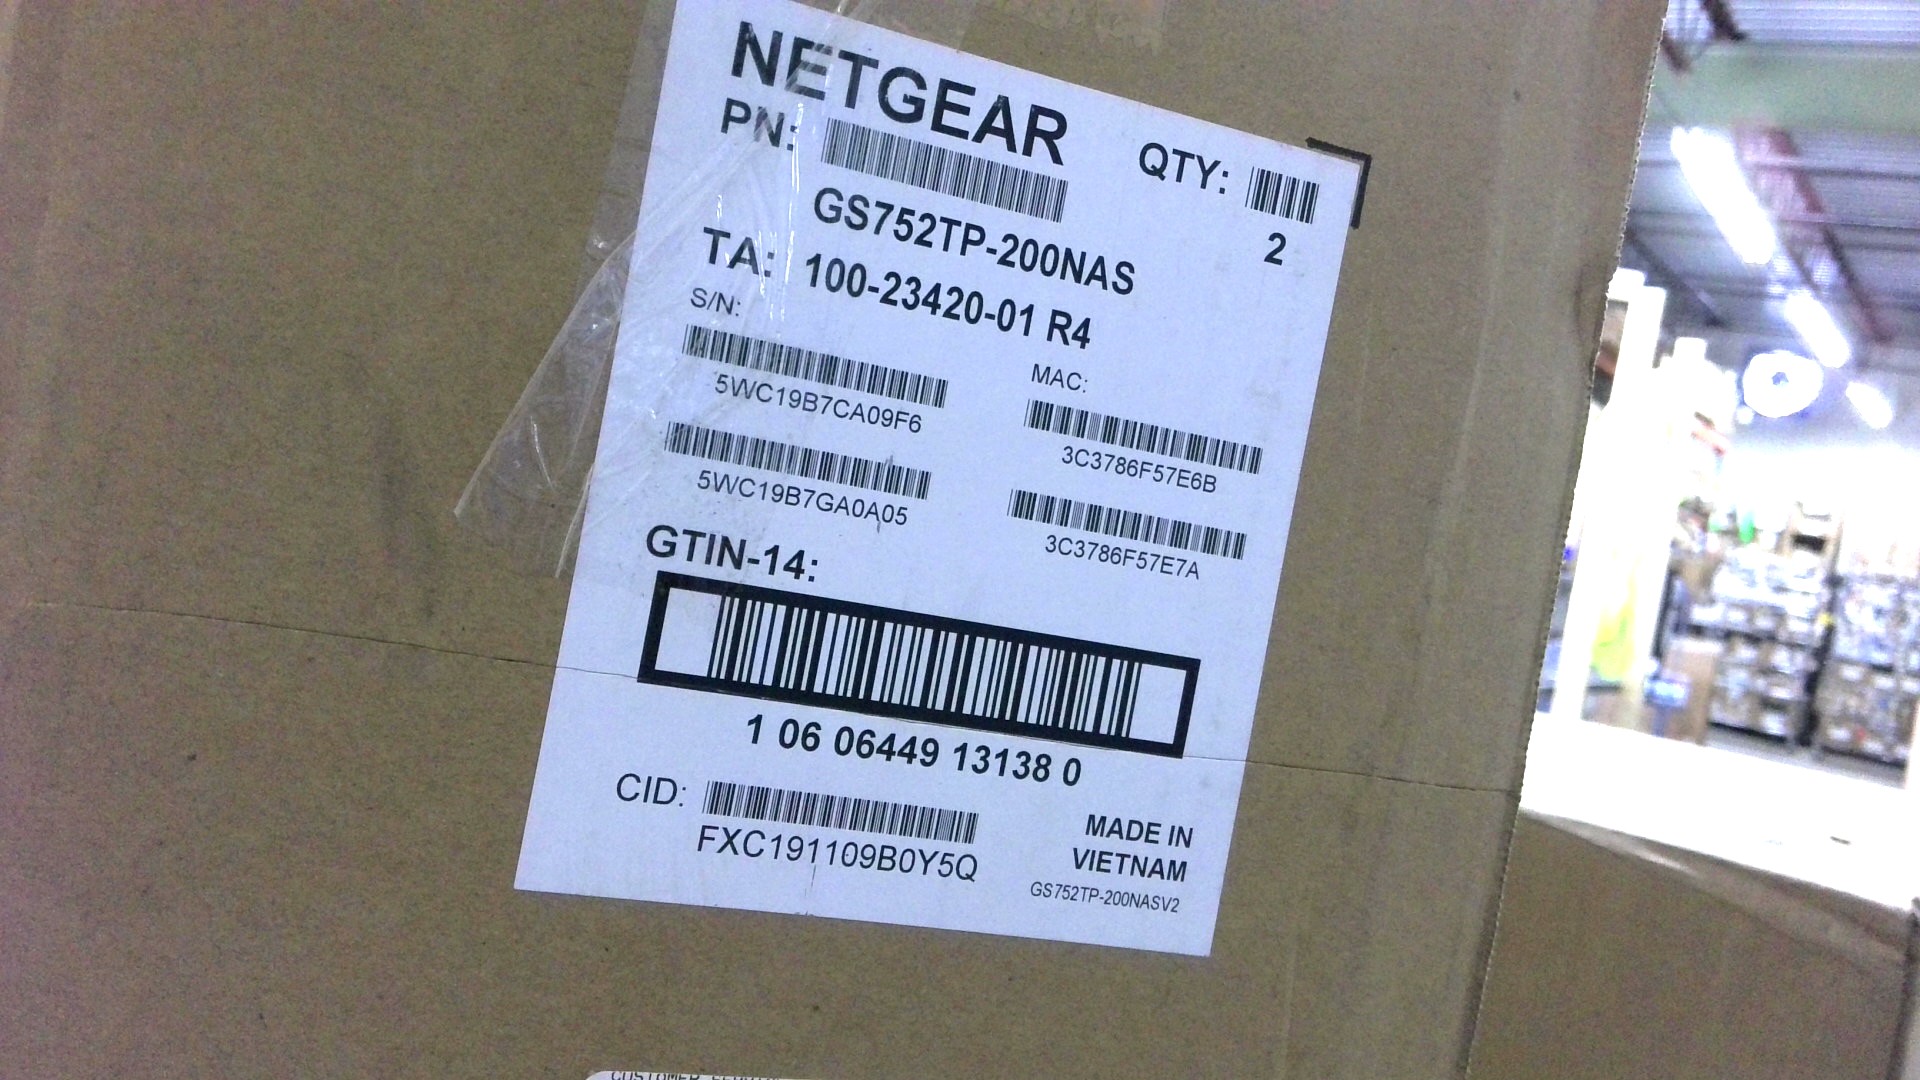 NETGEAR
PN:
QTY:
GS752TP-200NAS
2
TA: 100-23420-01 R4
S/N:
MAC:
5WC19B7CA09F6
3C3786F57E6B
5WC19B7GA0A05
3C3786F57E7A
GTIN-14:
1 06 06449 13138 0
CID:
FXC191109B0Y5Q
MADE IN
VIETNAM
GS752TP-200NASV2
CUSTOMER